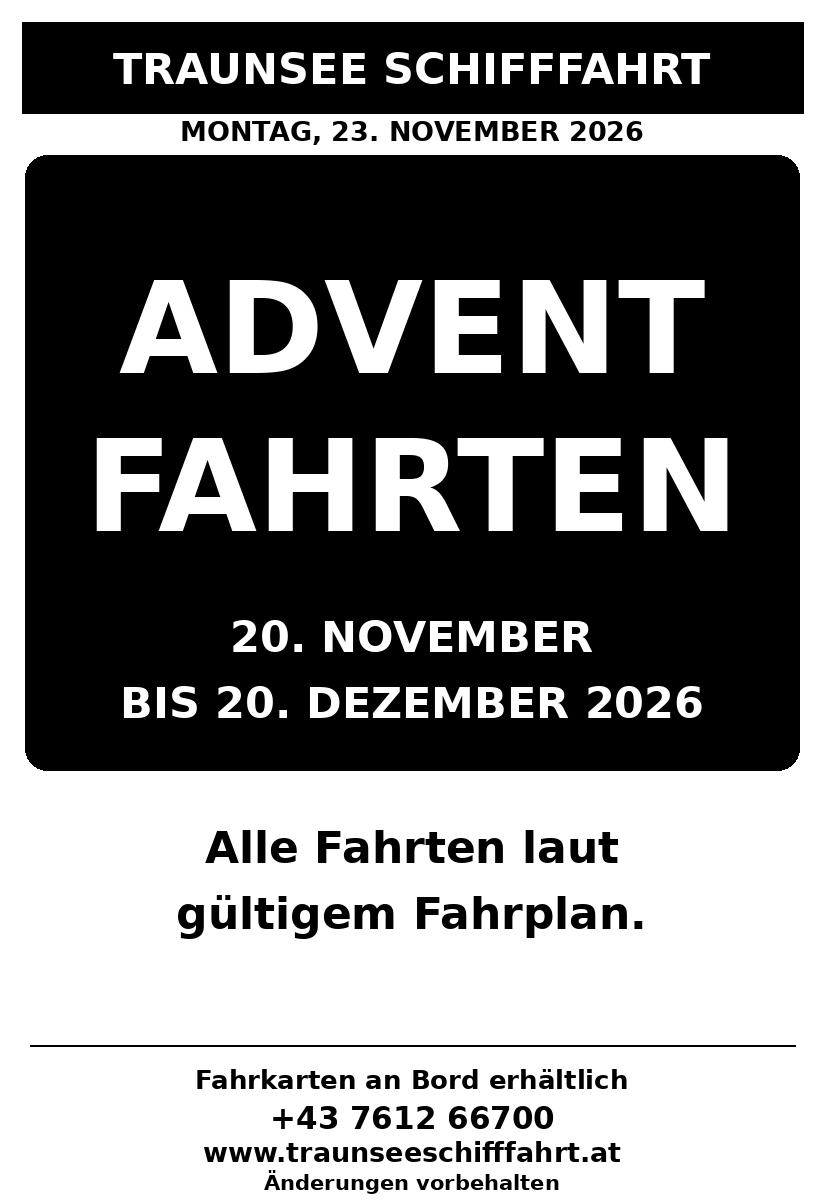 TRAUNSEE SCHIFFFAHRT
MONTAG, 23. NOVEMBER 2026
ADVENT
FAHRTEN
20. NOVEMBER
BIS 20. DEZEMBER 2026
Alle Fahrten laut
gültigem Fahrplan.
Fahrkarten an Bord erhältlich
+43 7612 66700
www.traunseeschifffahrt.at
Änderungen vorbehalten